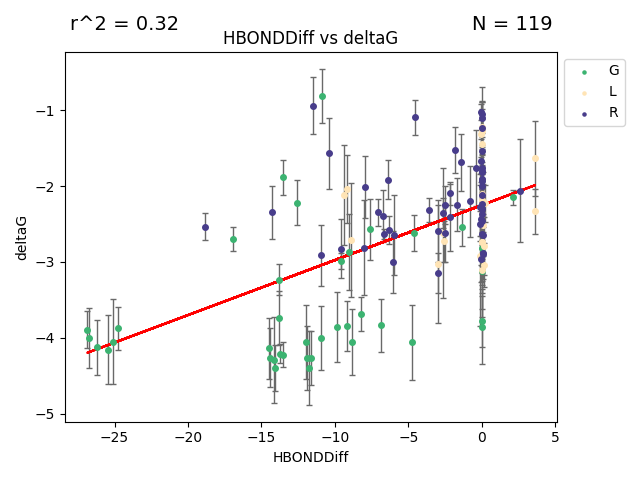 r^2 = 0.32
N = 119
HBONDDiff vs deltaG
G
L
R
deltaG
−1
−2
−3
−4
−5
−25
−20
−15
−10
−5
0
5
HBONDDiff